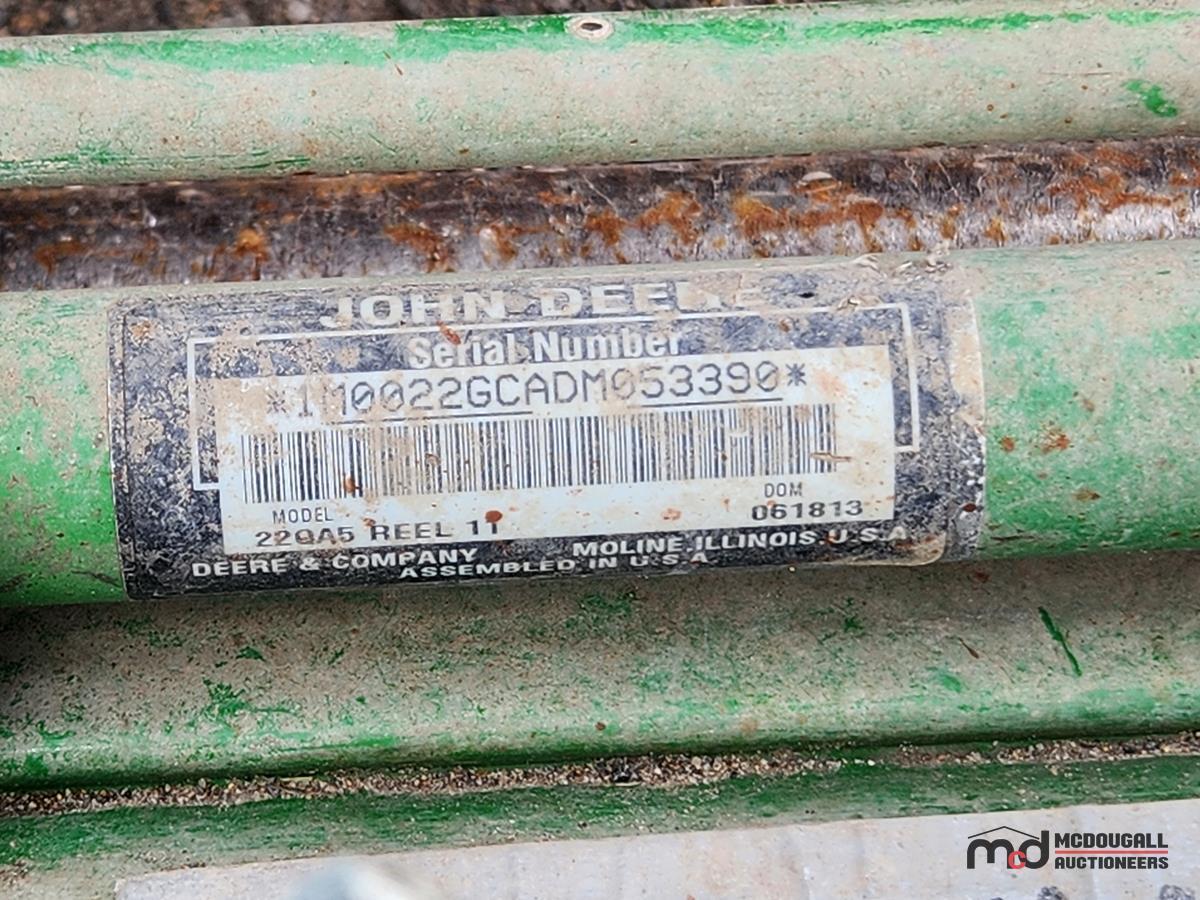 JOHN DEERE
Serial Number
*1M0022GCADM053390*
MODEL
DOM
22QA5 REEL 11
061813
DEERE & COMPANY MOLINE, ILLINOIS U.S.A.
ASSEMBLED IN U.S.A.
mcd MCDOUGALL
AUCTIONEERS